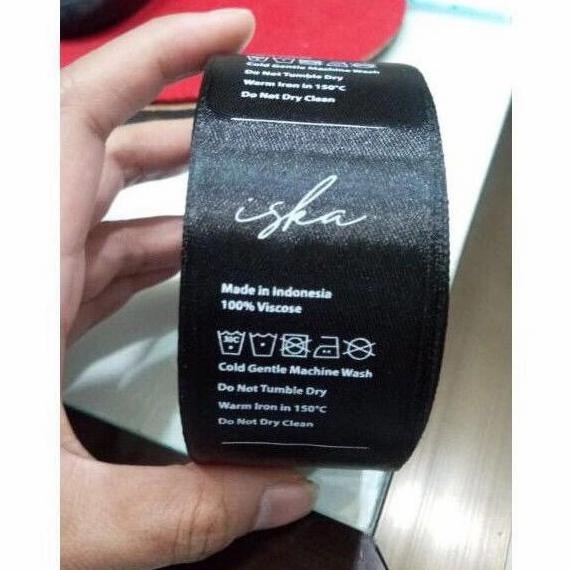 Cold Gentle Machine Wash
Do Not Tumble Dry
Warm Iron in 150°C
Do Not Dry Clean
iska
Made in Indonesia
100% Viscose
30C
Cold Gentle Machine Wash
Do Not Tumble Dry
Warm Iron in 150°C
Do Not Dry Clean